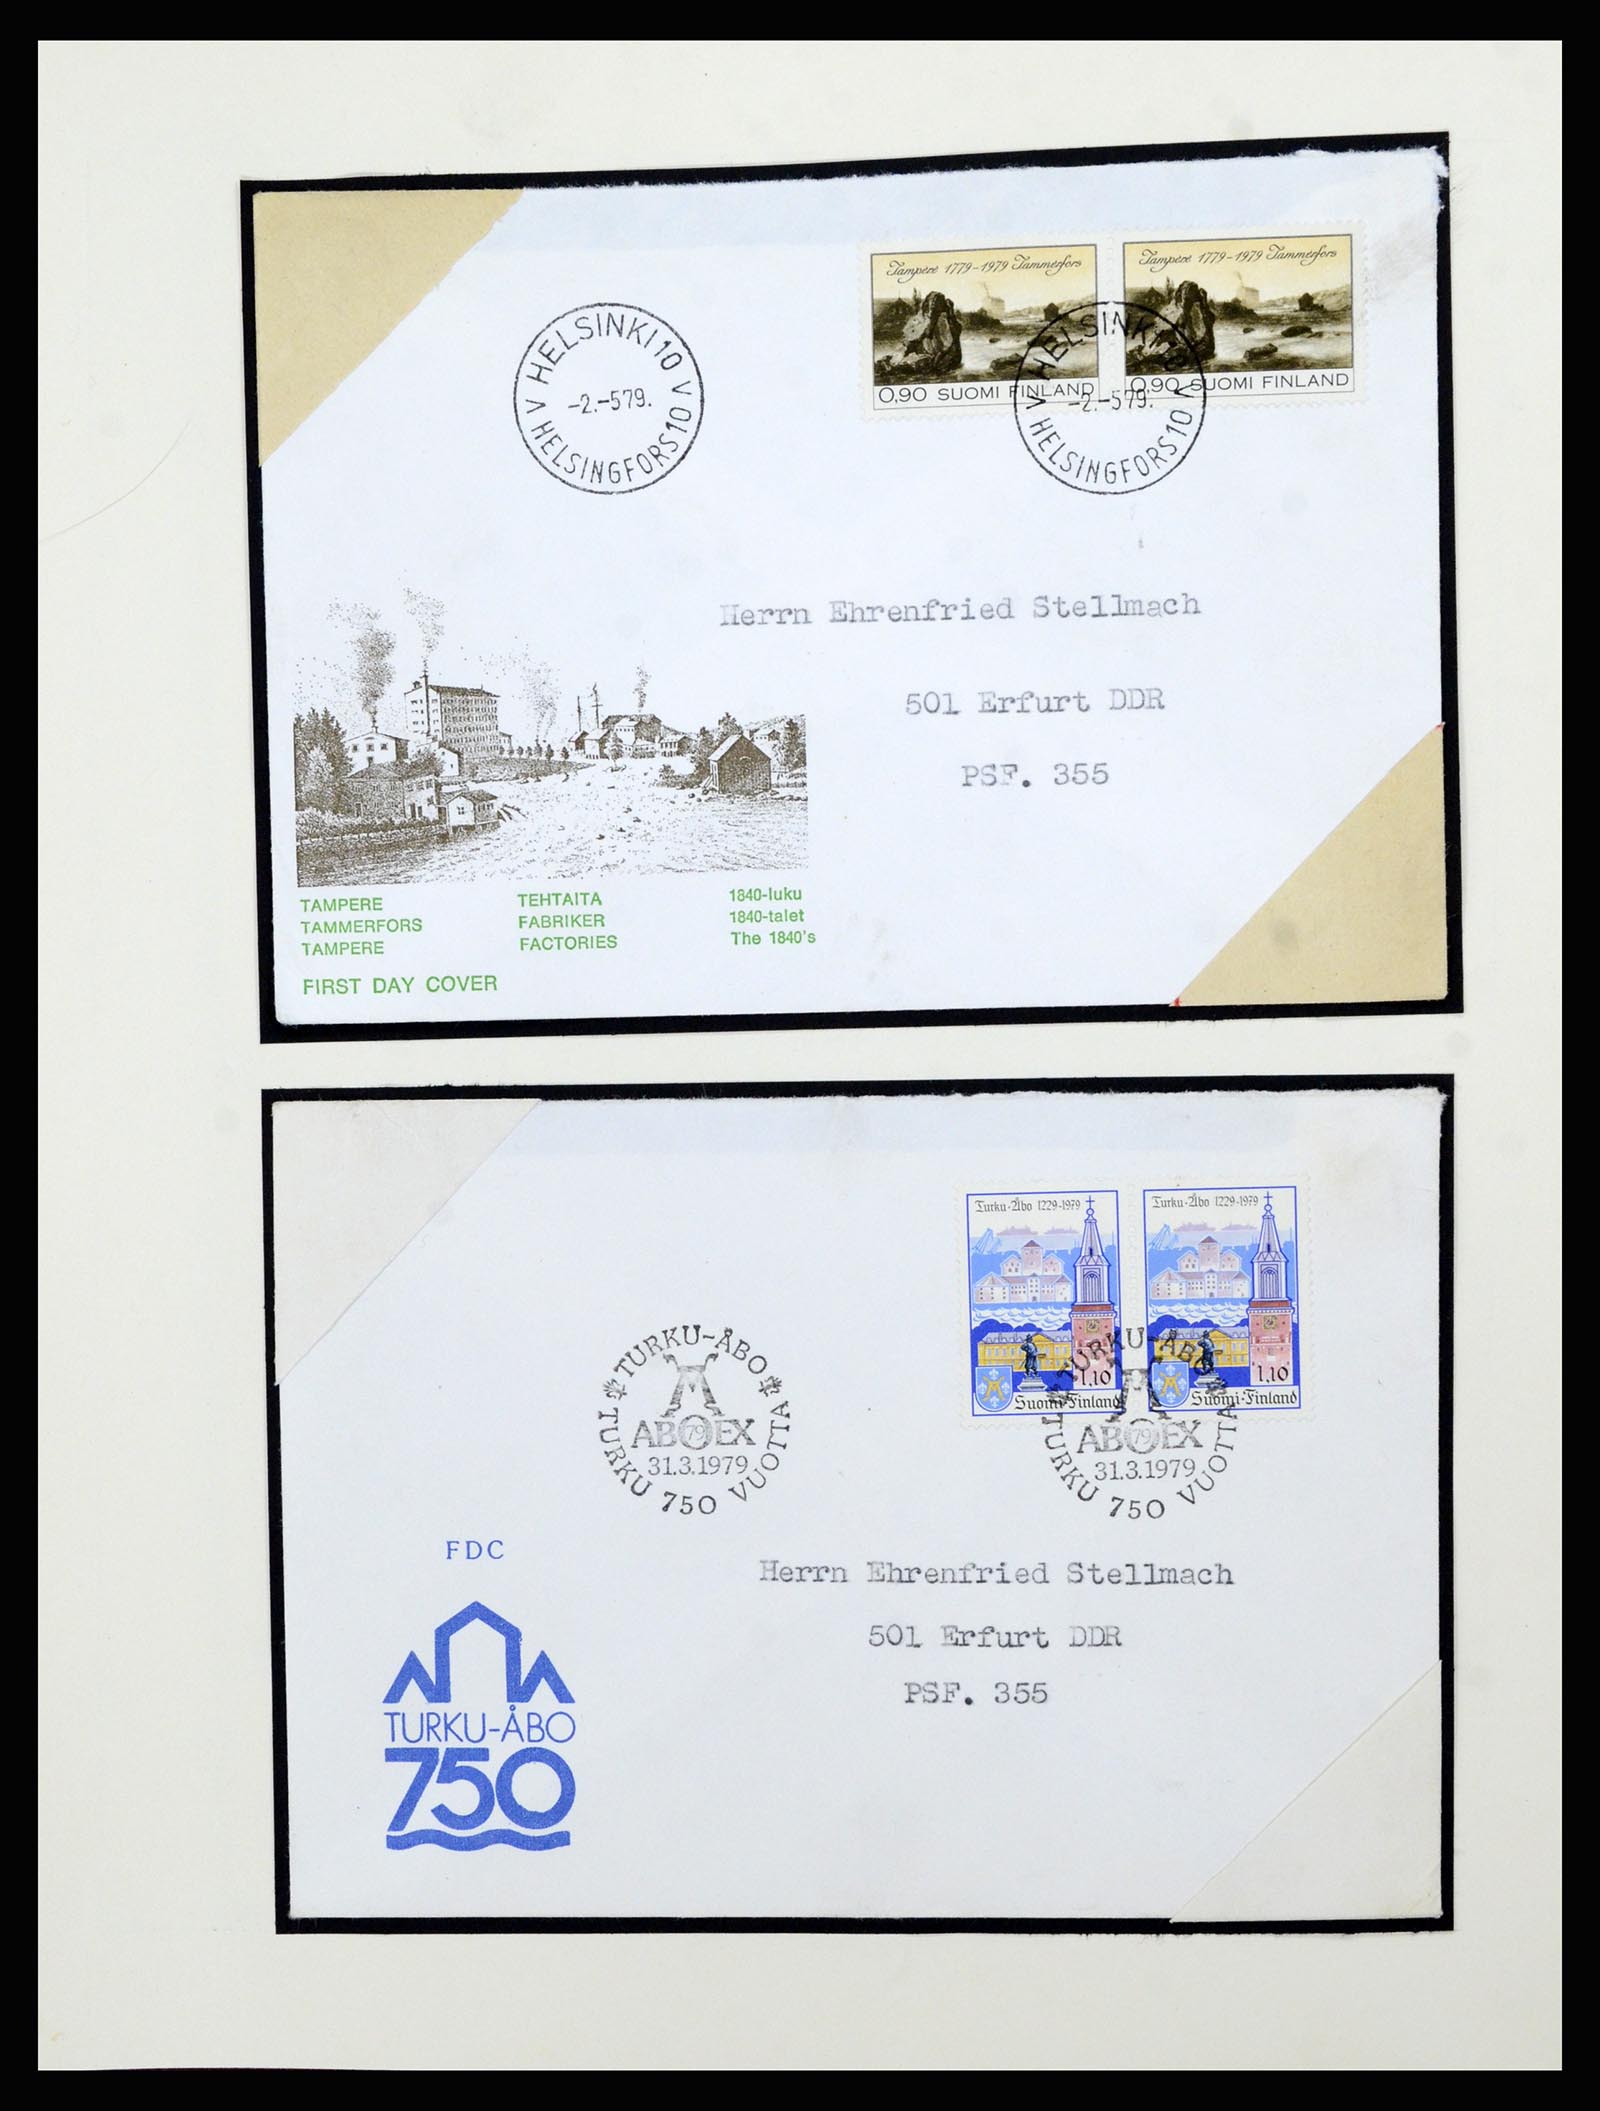 Tampere 1779-1979 Tammerfors
0,90 SUOMI FINLAND
Tampere 1779-1979 Tammerfors
0,90 SUOMI FINLAND
HELSINKI 10
-2.-579.
HELSINGFORS 10
HELSINKI 10
-2.-579.
HELSINGFORS 10
Herrn Ehrenfried Stellmach
501 Erfurt DDR
PSF. 355
TAMPERE TEHTAITA 1840-luku
TAMMERFORS FABRIKER 1840-talet
TAMPERE FACTORIES The 1840's
FIRST DAY COVER
Turku-Åbo 1229-1979
1,10
Suomi-Finland
Turku-Åbo 1229-1979
1,10
Suomi-Finland
TURKU-ÅBO
ABOEX
79
31.3.1979
TURKU 750 VUOTTA
TURKU-ÅBO
ABOEX
79
31.3.1979
TURKU 750 VUOTTA
FDC
Herrn Ehrenfried Stellmach
501 Erfurt DDR
PSF. 355
TURKU-ÅBO
750